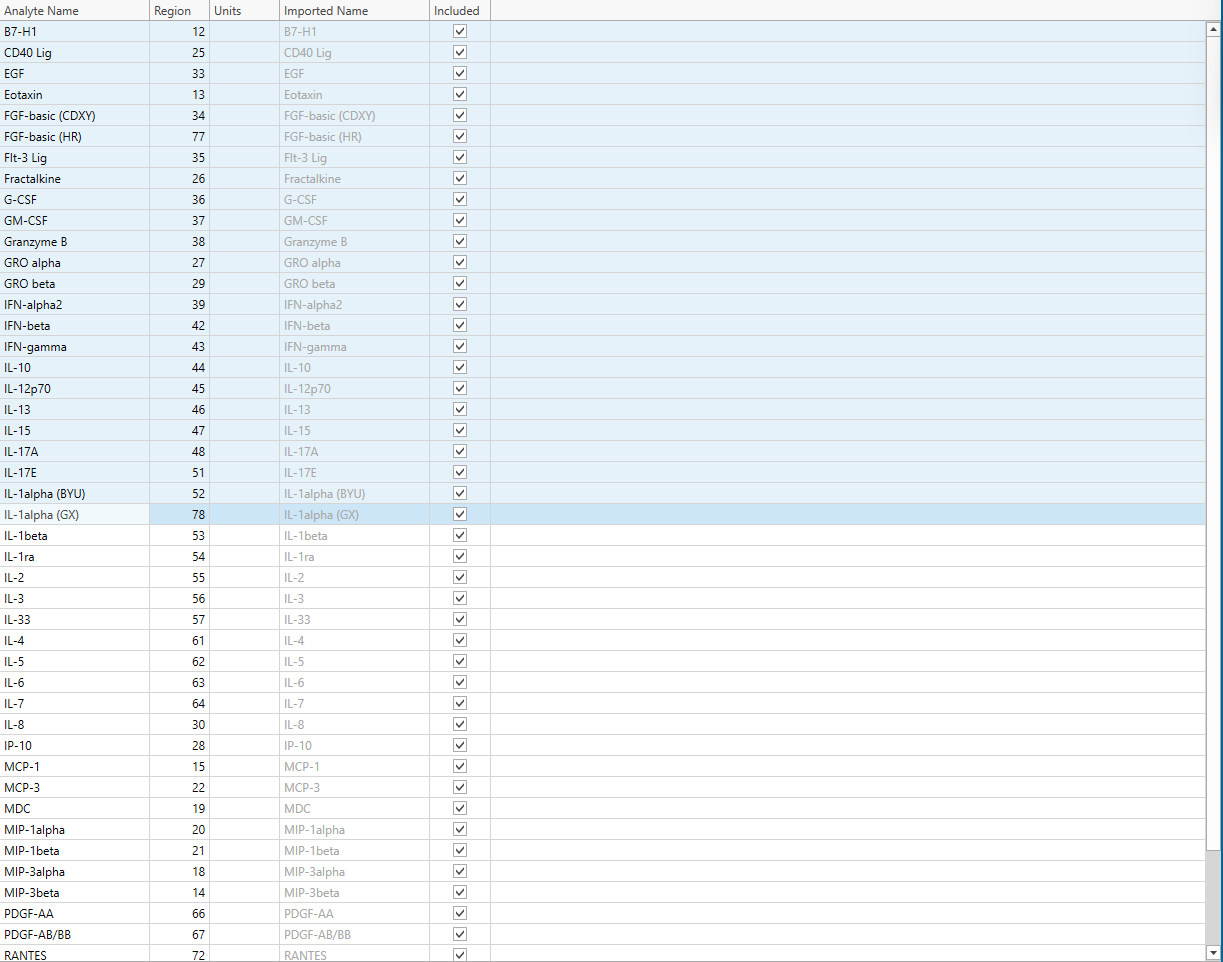 Analyte Name Region Units Imported Name Included
B7-H1 12 B7-H1
CD40 Lig 25 CD40 Lig
EGF 33 EGF
Eotaxin 13 Eotaxin
FGF-basic (CDXY) 34 FGF-basic (CDXY)
FGF-basic (HR) 77 FGF-basic (HR)
Flt-3 Lig 35 Flt-3 Lig
Fractalkine 26 Fractalkine
G-CSF 36 G-CSF
GM-CSF 37 GM-CSF
Granzyme B 38 Granzyme B
GRO alpha 27 GRO alpha
GRO beta 29 GRO beta
IFN-alpha2 39 IFN-alpha2
IFN-beta 42 IFN-beta
IFN-gamma 43 IFN-gamma
IL-10 44 IL-10
IL-12p70 45 IL-12p70
IL-13 46 IL-13
IL-15 47 IL-15
IL-17A 48 IL-17A
IL-17E 51 IL-17E
IL-1alpha (BYU) 52 IL-1alpha (BYU)
IL-1alpha (GX) 78 IL-1alpha (GX)
IL-1beta 53 IL-1beta
IL-1ra 54 IL-1ra
IL-2 55 IL-2
IL-3 56 IL-3
IL-33 57 IL-33
IL-4 61 IL-4
IL-5 62 IL-5
IL-6 63 IL-6
IL-7 64 IL-7
IL-8 30 IL-8
IP-10 28 IP-10
MCP-1 15 MCP-1
MCP-3 22 MCP-3
MDC 19 MDC
MIP-1alpha 20 MIP-1alpha
MIP-1beta 21 MIP-1beta
MIP-3alpha 18 MIP-3alpha
MIP-3beta 14 MIP-3beta
PDGF-AA 66 PDGF-AA
PDGF-AB/BB 67 PDGF-AB/BB
RANTES 72 RANTES